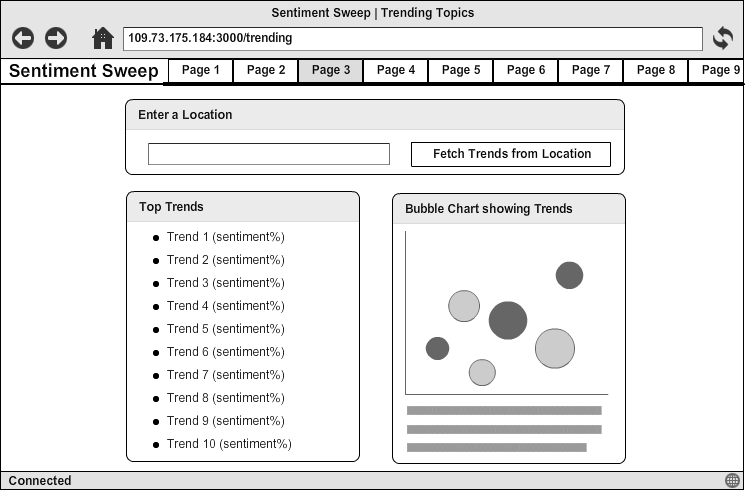 Sentiment Sweep | Trending Topics
109.73.175.184:3000/trending
Sentiment Sweep Page 1 Page 2 Page 3 Page 4 Page 5 Page 6 Page 7 Page 8 Page 9
Enter a Location
Fetch Trends from Location
Top Trends
Trend 1 (sentiment%)
Trend 2 (sentiment%)
Trend 3 (sentiment%)
Trend 4 (sentiment%)
Trend 5 (sentiment%)
Trend 6 (sentiment%)
Trend 7 (sentiment%)
Trend 8 (sentiment%)
Trend 9 (sentiment%)
Trend 10 (sentiment%)
Bubble Chart showing Trends
Connected